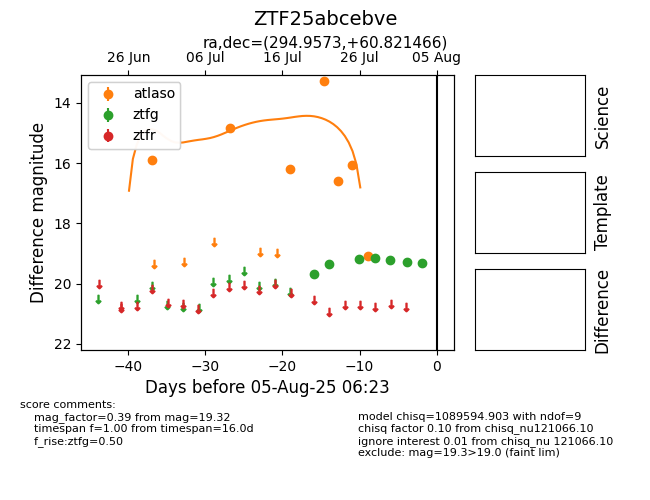 ZTF25abcebve
ra,dec=(294.9573,+60.821466)
26 Jun
06 Jul
16 Jul
26 Jul
05 Aug
atlaso
ztfg
ztfr
14
16
18
20
22
Difference magnitude
−40
−30
−20
−10
0
Days before 05-Aug-25 06:23
Science
Template
Difference
score comments:
mag_factor=0.39 from mag=19.32
timespan f=1.00 from timespan=16.0d
f_rise:ztfg=0.50
model chisq=1089594.903 with ndof=9
chisq factor 0.10 from chisq_nu121066.10
ignore interest 0.01 from chisq_nu 121066.10
exclude: mag=19.3>19.0 (faint lim)